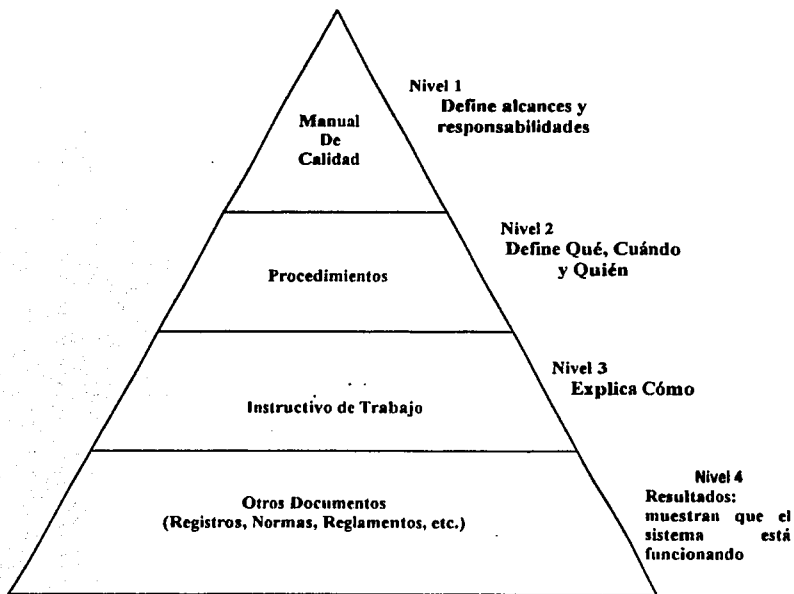 Manual
De
Calidad
Nivel 1
Define alcances y
responsabilidades
Procedimientos
Nivel 2
Define Qué, Cuándo
y Quién
Instructivo de Trabajo
Nivel 3
Explica Cómo
Otros Documentos
(Registros, Normas, Reglamentos, etc.)
Nivel 4
Resultados:
muestran que el
sistema está
funcionando